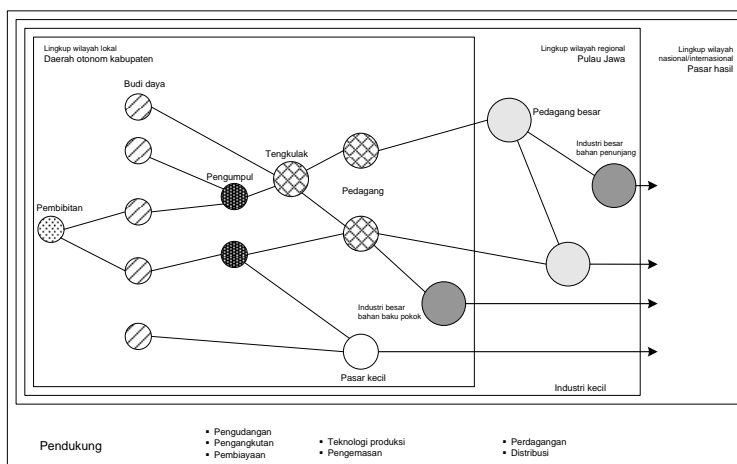 Lingkup wilayah lokal
Daerah otonom kabupaten
Lingkup wilayah regional
Pulau Jawa
Lingkup wilayah
nasional/internasional
Pasar hasil
Budi daya
Pedagang besar
Tengkulak
Industri besar
bahan penunjang
Pengumpul
Pedagang
Pembibitan
Industri besar
bahan baku pokok
Pasar kecil
Industri kecil
Pendukung
▪ Pengudangan
▪ Pengangkutan
▪ Pembiayaan
▪ Teknologi produksi
▪ Pengemasan
▪ Perdagangan
▪ Distribusi